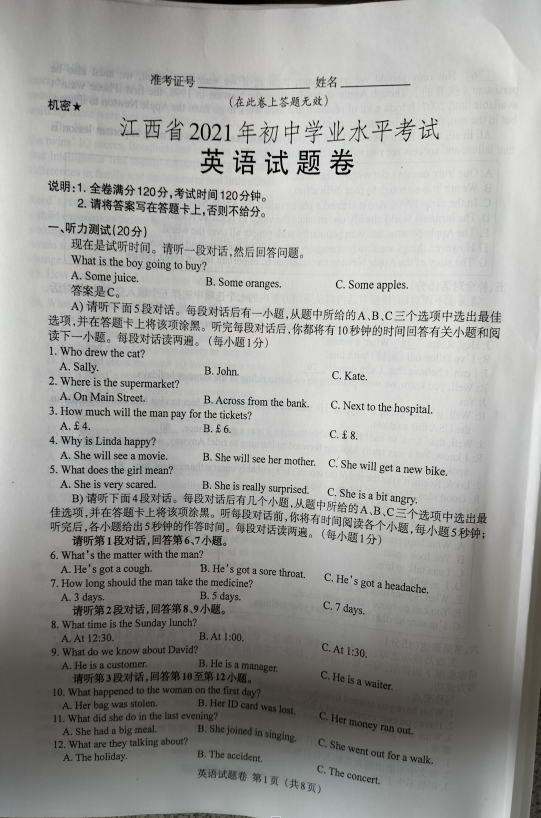 准考证号 姓名
(在此卷上答题无效)
机密★
江西省2021年初中学业水平考试
英语试题卷
说明:1. 全卷满分120分,考试时间120分钟。
2. 请将答案写在答题卡上,否则不给分。
一、听力测试(20分)
现在是试听时间。请听一段对话,然后回答问题。
What is the boy going to buy?
A. Some juice. B. Some oranges. C. Some apples.
答案是C。
A) 请听下面5段对话。每段对话后有一小题,从题中所给的A、B、C三个选项中选出最佳
选项,并在答题卡上将该项涂黑。听完每段对话后,你都将有10秒钟的时间回答有关小题和阅
读下一小题。每段对话读两遍。(每小题1分)
1. Who drew the cat?
A. Sally. B. John. C. Kate.
2. Where is the supermarket?
A. On Main Street. B. Across from the bank. C. Next to the hospital.
3. How much will the man pay for the tickets?
A. £4. B. £6. C. £8.
4. Why is Linda happy?
A. She will see a movie. B. She will see her mother. C. She will get a new bike.
5. What does the girl mean?
A. She is very scared. B. She is really surprised. C. She is a bit angry.
B) 请听下面4段对话。每段对话后有几个小题,从题中所给的A、B、C三个选项中选出最
佳选项,并在答题卡上将该项涂黑。听每段对话前,你将有时间阅读各个小题,每小题5秒钟;
听完后,各小题给出5秒钟的作答时间。每段对话读两遍。(每小题1分)
请听第1段对话,回答第6、7小题。
6. What's the matter with the man?
A. He's got a cough. B. He's got a sore throat. C. He's got a headache.
7. How long should the man take the medicine?
A. 3 days. B. 5 days. C. 7 days.
请听第2段对话,回答第8、9小题。
8. What time is the Sunday lunch?
A. At 12:30. B. At 1:00. C. At 1:30.
9. What do we know about David?
A. He is a customer. B. He is a manager. C. He is a waiter.
请听第3段对话,回答第10至第12小题。
10. What happened to the woman on the first day?
A. Her bag was stolen. B. Her ID card was lost. C. Her money ran out.
11. What did she do in the last evening?
A. She had a big meal. B. She joined in singing. C. She went out for a walk.
12. What are they talking about?
A. The holiday. B. The accident. C. The concert.
英语试题卷 第1页(共8页)